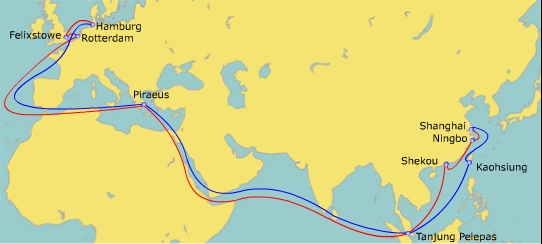 Hamburg
Felixstowe
Rotterdam
Piraeus
Shanghai
Ningbo
Shekou
Kaohsiung
Tanjung Pelepas